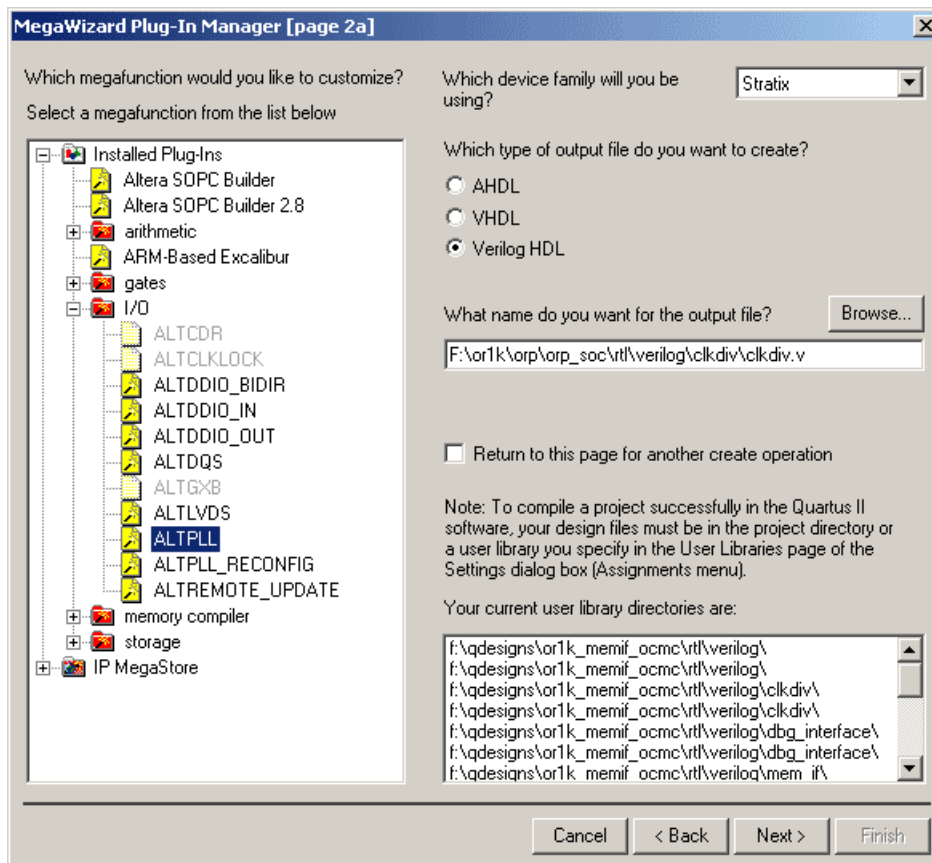 MegaWizard Plug-In Manager [page 2a]
Which megafunction would you like to customize?
Select a megafunction from the list below
Installed Plug-Ins
Altera SOPC Builder
Altera SOPC Builder 2.8
arithmetic
ARM-Based Excalibur
gates
I/O
ALTCDR
ALTCLKLOCK
ALTDDIO_BIDIR
ALTDDIO_IN
ALTDDIO_OUT
ALTDQS
ALTGXB
ALTLVDS
ALTPLL
ALTPLL_RECONFIG
ALTREMOTE_UPDATE
memory compiler
storage
IP MegaStore
Which device family will you be
using?
Stratix
Which type of output file do you want to create?
AHDL
VHDL
Verilog HDL
What name do you want for the output file?
Browse...
F:\or1k\orp\orp_soc\rtl\verilog\clkdiv\clkdiv.v
Return to this page for another create operation
Note: To compile a project successfully in the Quartus II
software, your design files must be in the project directory or
a user library you specify in the User Libraries page of the
Settings dialog box (Assignments menu).
Your current user library directories are:
f:\qdesigns\or1k_memif_ocmc\rtl\verilog\
f:\qdesigns\or1k_memif_ocmc\rtl\verilog\
f:\qdesigns\or1k_memif_ocmc\rtl\verilog\clkdiv\
f:\qdesigns\or1k_memif_ocmc\rtl\verilog\clkdiv\
f:\qdesigns\or1k_memif_ocmc\rtl\verilog\dbg_interface\
f:\qdesigns\or1k_memif_ocmc\rtl\verilog\dbg_interface\
f:\qdesigns\or1k_memif_ocmc\rtl\verilog\mem_if\
Cancel
< Back
Next >
Finish